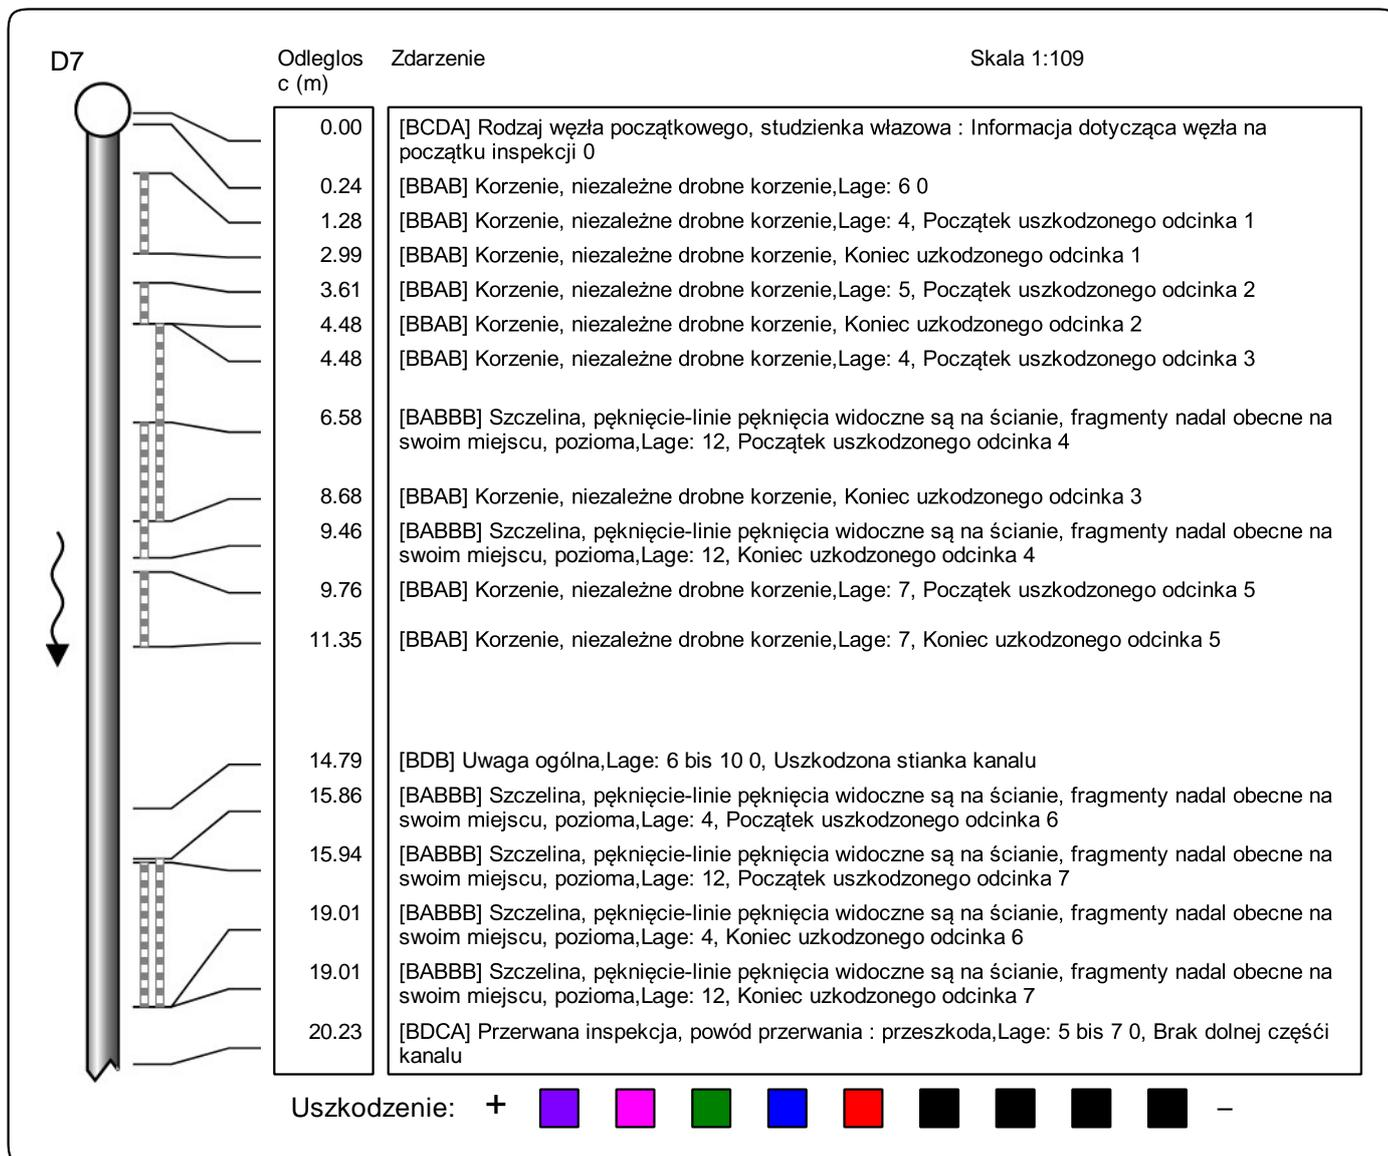 D7
Odleglos
c (m)
Zdarzenie
Skala 1:109
0.00 [BCDA] Rodzaj węzła początkowego, studzienka włazowa : Informacja dotycząca węzła na
początku inspekcji 0
0.24 [BBAB] Korzenie, niezależne drobne korzenie,Lage: 6 0
1.28 [BBAB] Korzenie, niezależne drobne korzenie,Lage: 4, Początek uszkodzonego odcinka 1
2.99 [BBAB] Korzenie, niezależne drobne korzenie, Koniec uzkodzonego odcinka 1
3.61 [BBAB] Korzenie, niezależne drobne korzenie,Lage: 5, Początek uszkodzonego odcinka 2
4.48 [BBAB] Korzenie, niezależne drobne korzenie, Koniec uzkodzonego odcinka 2
4.48 [BBAB] Korzenie, niezależne drobne korzenie,Lage: 4, Początek uszkodzonego odcinka 3
6.58 [BABBB] Szczelina, pęknięcie-linie pęknięcia widoczne są na ścianie, fragmenty nadal obecne na
swoim miejscu, pozioma,Lage: 12, Początek uszkodzonego odcinka 4
8.68 [BBAB] Korzenie, niezależne drobne korzenie, Koniec uzkodzonego odcinka 3
9.46 [BABBB] Szczelina, pęknięcie-linie pęknięcia widoczne są na ścianie, fragmenty nadal obecne na
swoim miejscu, pozioma,Lage: 12, Koniec uzkodzonego odcinka 4
9.76 [BBAB] Korzenie, niezależne drobne korzenie,Lage: 7, Początek uszkodzonego odcinka 5
11.35 [BBAB] Korzenie, niezależne drobne korzenie,Lage: 7, Koniec uzkodzonego odcinka 5
14.79 [BDB] Uwaga ogólna,Lage: 6 bis 10 0, Uszkodzona stianka kanalu
15.86 [BABBB] Szczelina, pęknięcie-linie pęknięcia widoczne są na ścianie, fragmenty nadal obecne na
swoim miejscu, pozioma,Lage: 4, Początek uszkodzonego odcinka 6
15.94 [BABBB] Szczelina, pęknięcie-linie pęknięcia widoczne są na ścianie, fragmenty nadal obecne na
swoim miejscu, pozioma,Lage: 12, Początek uszkodzonego odcinka 7
19.01 [BABBB] Szczelina, pęknięcie-linie pęknięcia widoczne są na ścianie, fragmenty nadal obecne na
swoim miejscu, pozioma,Lage: 4, Koniec uzkodzonego odcinka 6
19.01 [BABBB] Szczelina, pęknięcie-linie pęknięcia widoczne są na ścianie, fragmenty nadal obecne na
swoim miejscu, pozioma,Lage: 12, Koniec uzkodzonego odcinka 7
20.23 [BDCA] Przerwana inspekcja, powód przerwania : przeszkoda,Lage: 5 bis 7 0, Brak dolnej częśći
kanalu
Uszkodzenie: + –